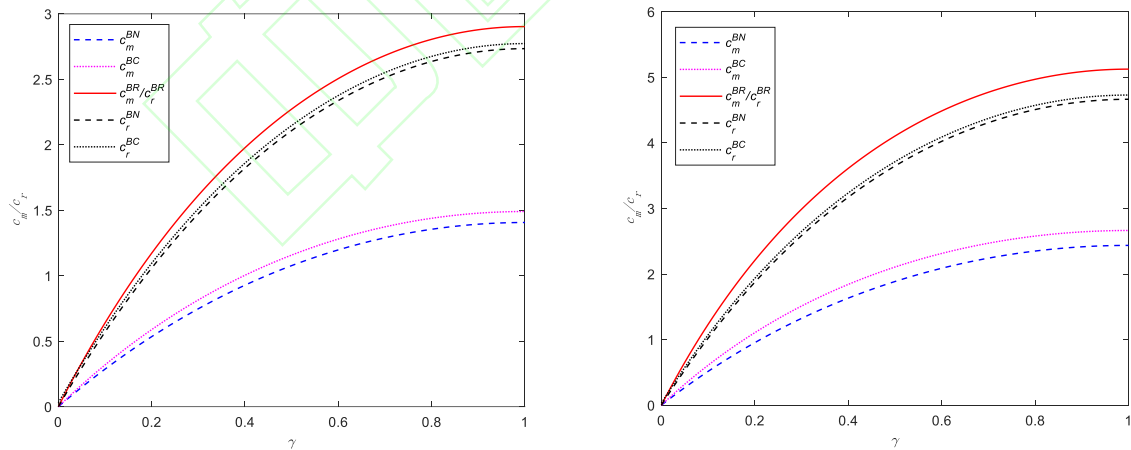 3
2.5
2
1.5
1
0.5
0
c_m^BN
c_m^BC
c_m^BR/c_r^BR
c_r^BN
c_r^BC
c_m/c_r
0 0.2 0.4 0.6 0.8 1
γ
6
5
4
3
2
1
0
c_m^BN
c_m^BC
c_m^BR/c_r^BR
c_r^BN
c_r^BC
c_m/c_r
0 0.2 0.4 0.6 0.8 1
γ